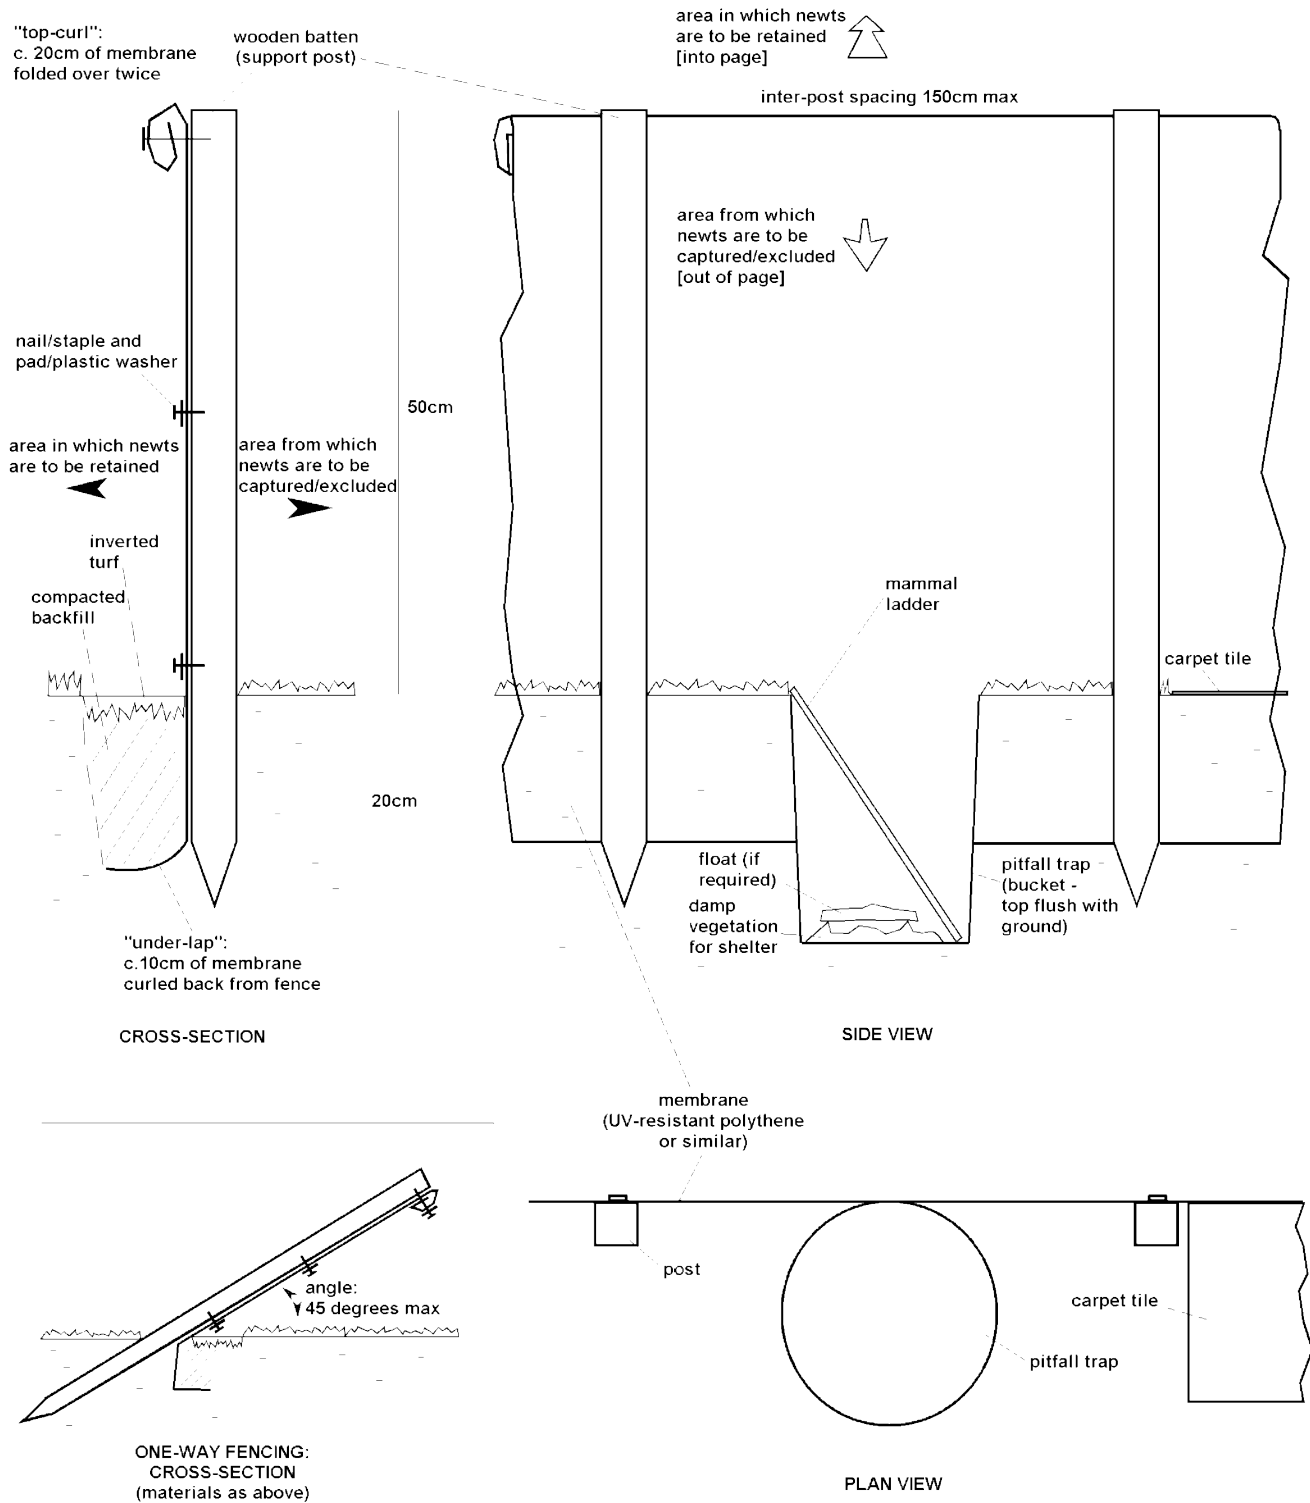 "top-curl":
c. 20cm of membrane
folded over twice
wooden batten
(support post)
area in which newts
are to be retained
[into page]
inter-post spacing 150cm max
area from which
newts are to be
captured/excluded
[out of page]
nail/staple and
pad/plastic washer
50cm
area in which newts
are to be retained
area from which
newts are to be
captured/excluded
inverted
turf
compacted
backfill
mammal
ladder
carpet tile
20cm
float (if
required)
damp
vegetation
for shelter
pitfall trap
(bucket -
top flush with
ground)
"under-lap":
c.10cm of membrane
curled back from fence
CROSS-SECTION
SIDE VIEW
membrane
(UV-resistant polythene
or similar)
angle:
45 degrees max
post
carpet tile
pitfall trap
ONE-WAY FENCING:
CROSS-SECTION
(materials as above)
PLAN VIEW